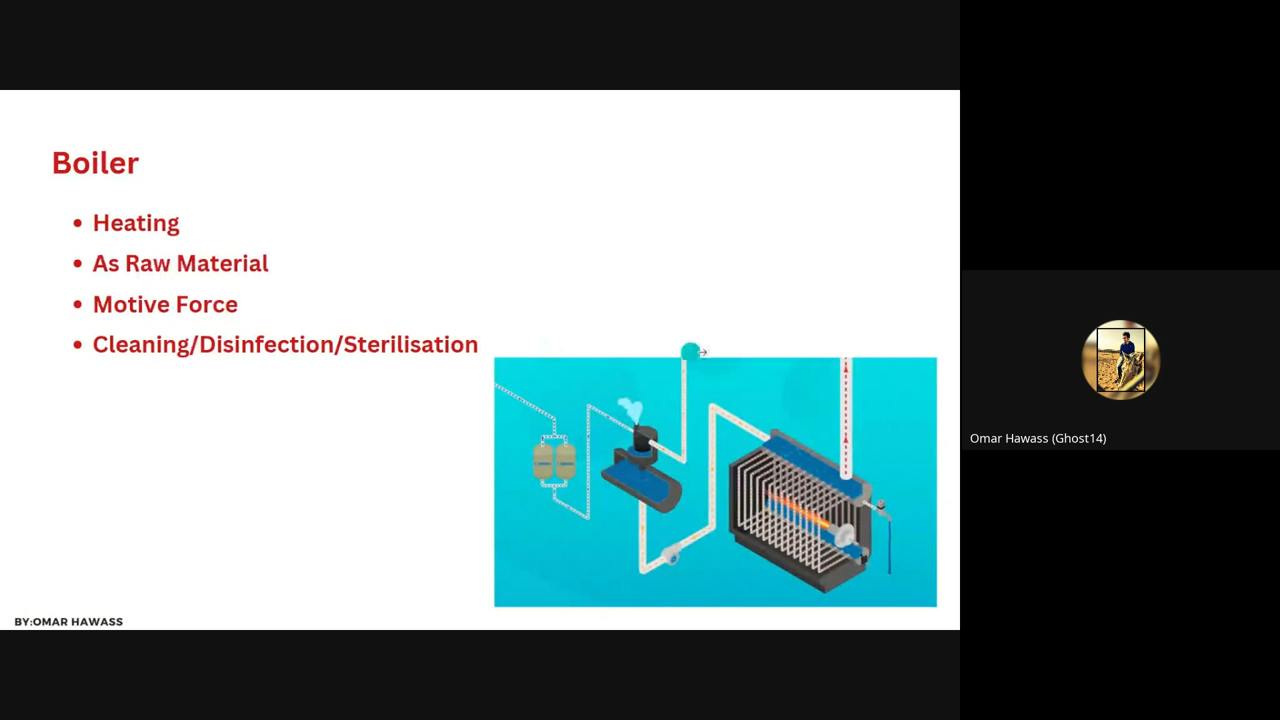 Boiler
Heating
As Raw Material
Motive Force
Cleaning/Disinfection/Sterilisation
BY:OMAR HAWASS
Omar Hawass (Ghost14)